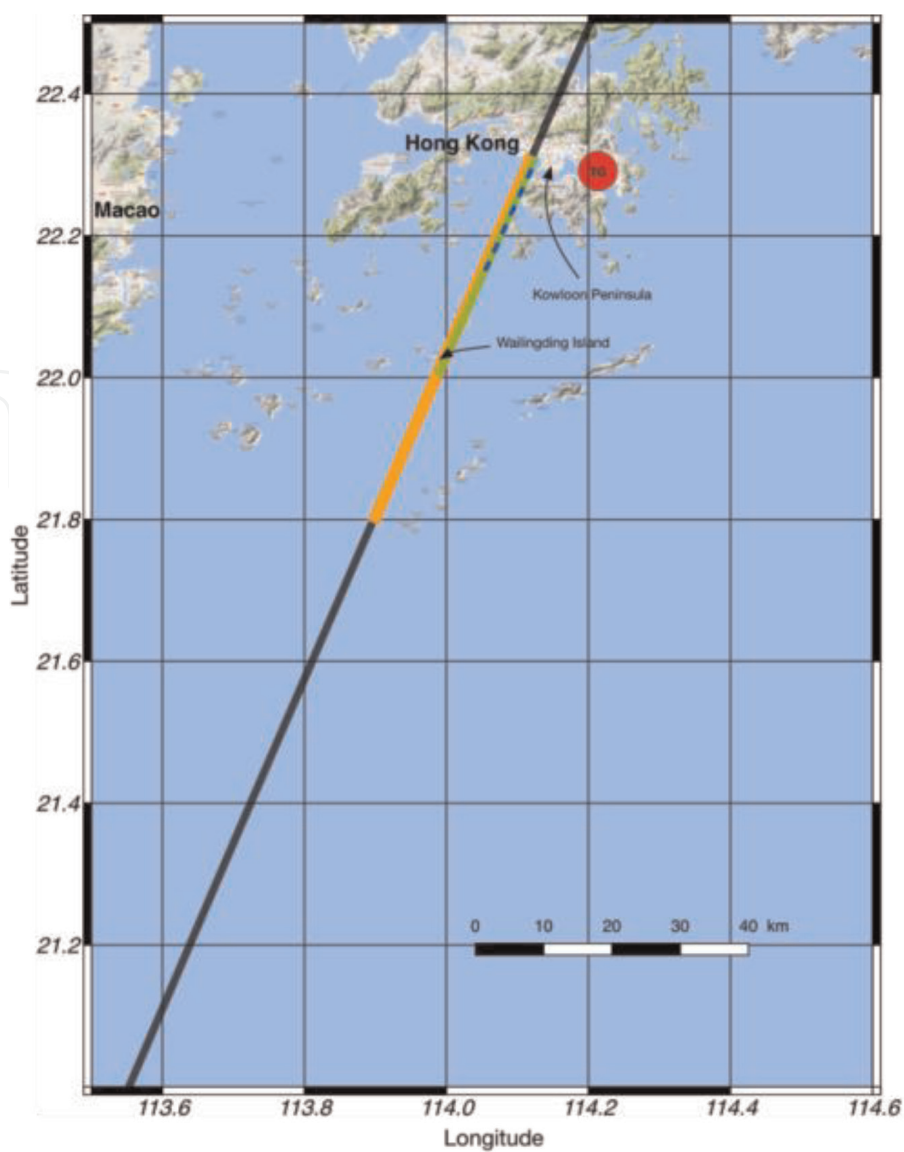 22.4
Hong Kong
TG
Macao
22.2
Kowloon Peninsula
Wailingding Island
22.0
21.8
Latitude
21.6
21.4
0 10 20 30 40 km
21.2
113.6 113.8 114.0 114.2 114.4 114.6
Longitude